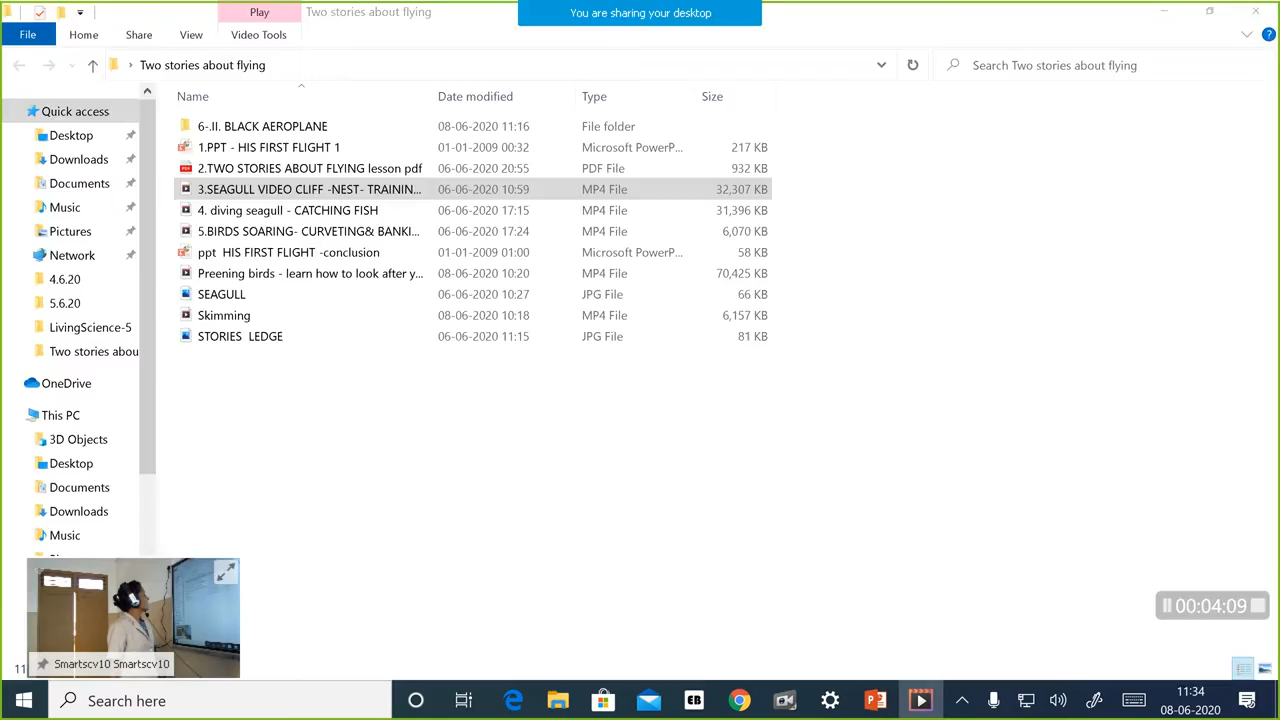 Play
Two stories about flying
You are sharing your desktop
File
Home
Share
View
Video Tools
Two stories about flying
Search Two stories about flying
Name
Date modified
Type
Size
Quick access
Desktop
Downloads
Documents
Music
Pictures
Network
4.6.20
5.6.20
LivingScience-5
Two stories abou
OneDrive
This PC
3D Objects
Desktop
Documents
Downloads
Music
6-.II. BLACK AEROPLANE 08-06-2020 11:16 File folder
1.PPT - HIS FIRST FLIGHT 1 01-01-2009 00:32 Microsoft PowerP... 217 KB
2.TWO STORIES ABOUT FLYING lesson pdf 06-06-2020 20:55 PDF File 932 KB
3.SEAGULL VIDEO CLIFF -NEST- TRAININ... 06-06-2020 10:59 MP4 File 32,307 KB
4. diving seagull - CATCHING FISH 06-06-2020 17:15 MP4 File 31,396 KB
5.BIRDS SOARING- CURVETING& BANKI... 06-06-2020 17:24 MP4 File 6,070 KB
ppt HIS FIRST FLIGHT -conclusion 01-01-2009 01:00 Microsoft PowerP... 58 KB
Preening birds - learn how to look after y... 08-06-2020 10:20 MP4 File 70,425 KB
SEAGULL 06-06-2020 10:27 JPG File 66 KB
Skimming 08-06-2020 10:18 MP4 File 6,157 KB
STORIES LEDGE 06-06-2020 11:15 JPG File 81 KB
00:04:09
11
Smartscv10 Smartscv10
Search here
EB
11:34
08-06-2020